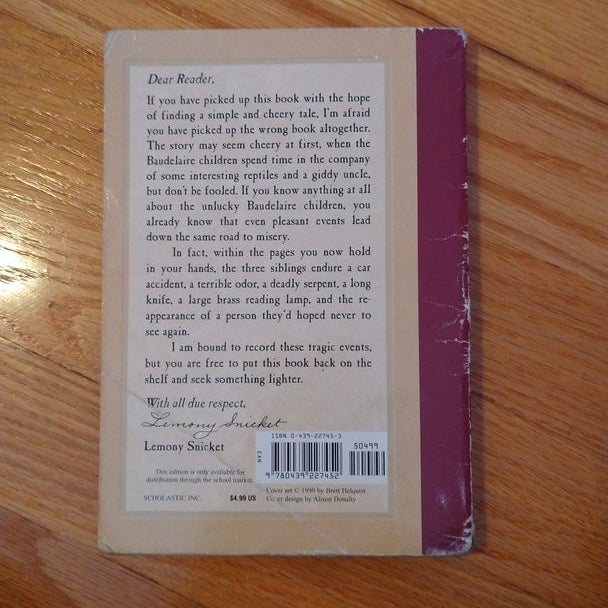 Dear Reader,
If you have picked up this book with the hope
of finding a simple and cheery tale, I'm afraid
you have picked up the wrong book altogether.
The story may seem cheery at first, when the
Baudelaire children spend time in the company
of some interesting reptiles and a giddy uncle,
but don't be fooled. If you know anything at all
about the unlucky Baudelaire children, you
already know that even pleasant events lead
down the same road to misery.
In fact, within the pages you now hold
in your hands, the three siblings endure a car
accident, a terrible odor, a deadly serpent, a long
knife, a large brass reading lamp, and the re-
appearance of a person they'd hoped never to
see again.
I am bound to record these tragic events,
but you are free to put this book back on the
shelf and seek something lighter.
With all due respect,
Lemony Snicket
Lemony Snicket
This edition is only available for
distribution through the school market.
SCHOLASTIC INC. $4.99 US
ISBN 0-439-22745-3
50499
EAN
9 780439 227452
Cover art © 1999 by Brett Helquist
Cover design by Alison Donalty